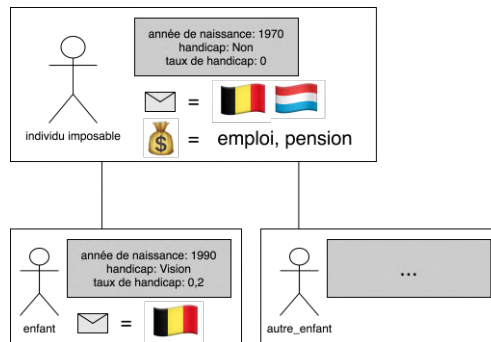 année de naissance: 1970
handicap: Non
taux de handicap: 0
=
individu imposable
$ = emploi, pension
année de naissance: 1990
handicap: Vision
taux de handicap: 0,2
enfant
=
...
autre_enfant